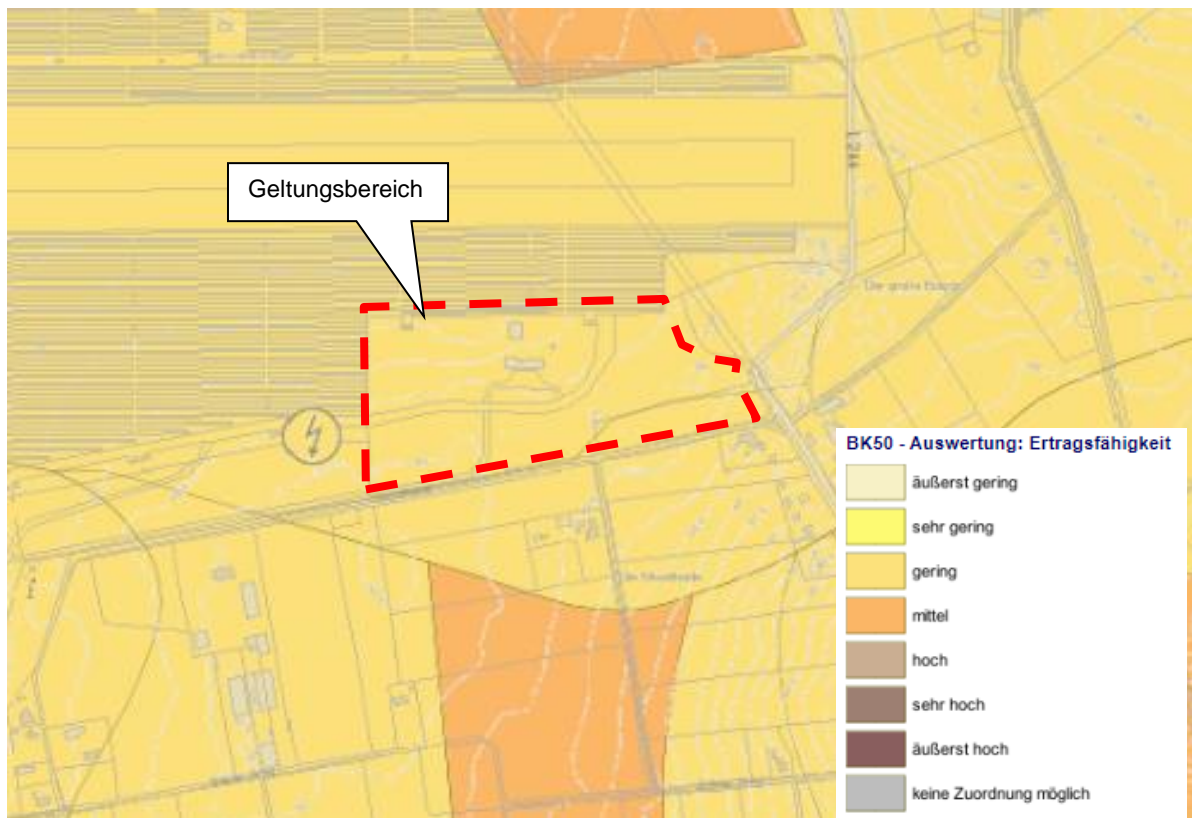 Geltungsbereich
BK50 - Auswertung: Ertragsfähigkeit
äußerst gering
sehr gering
gering
mittel
hoch
sehr hoch
äußerst hoch
keine Zuordnung möglich